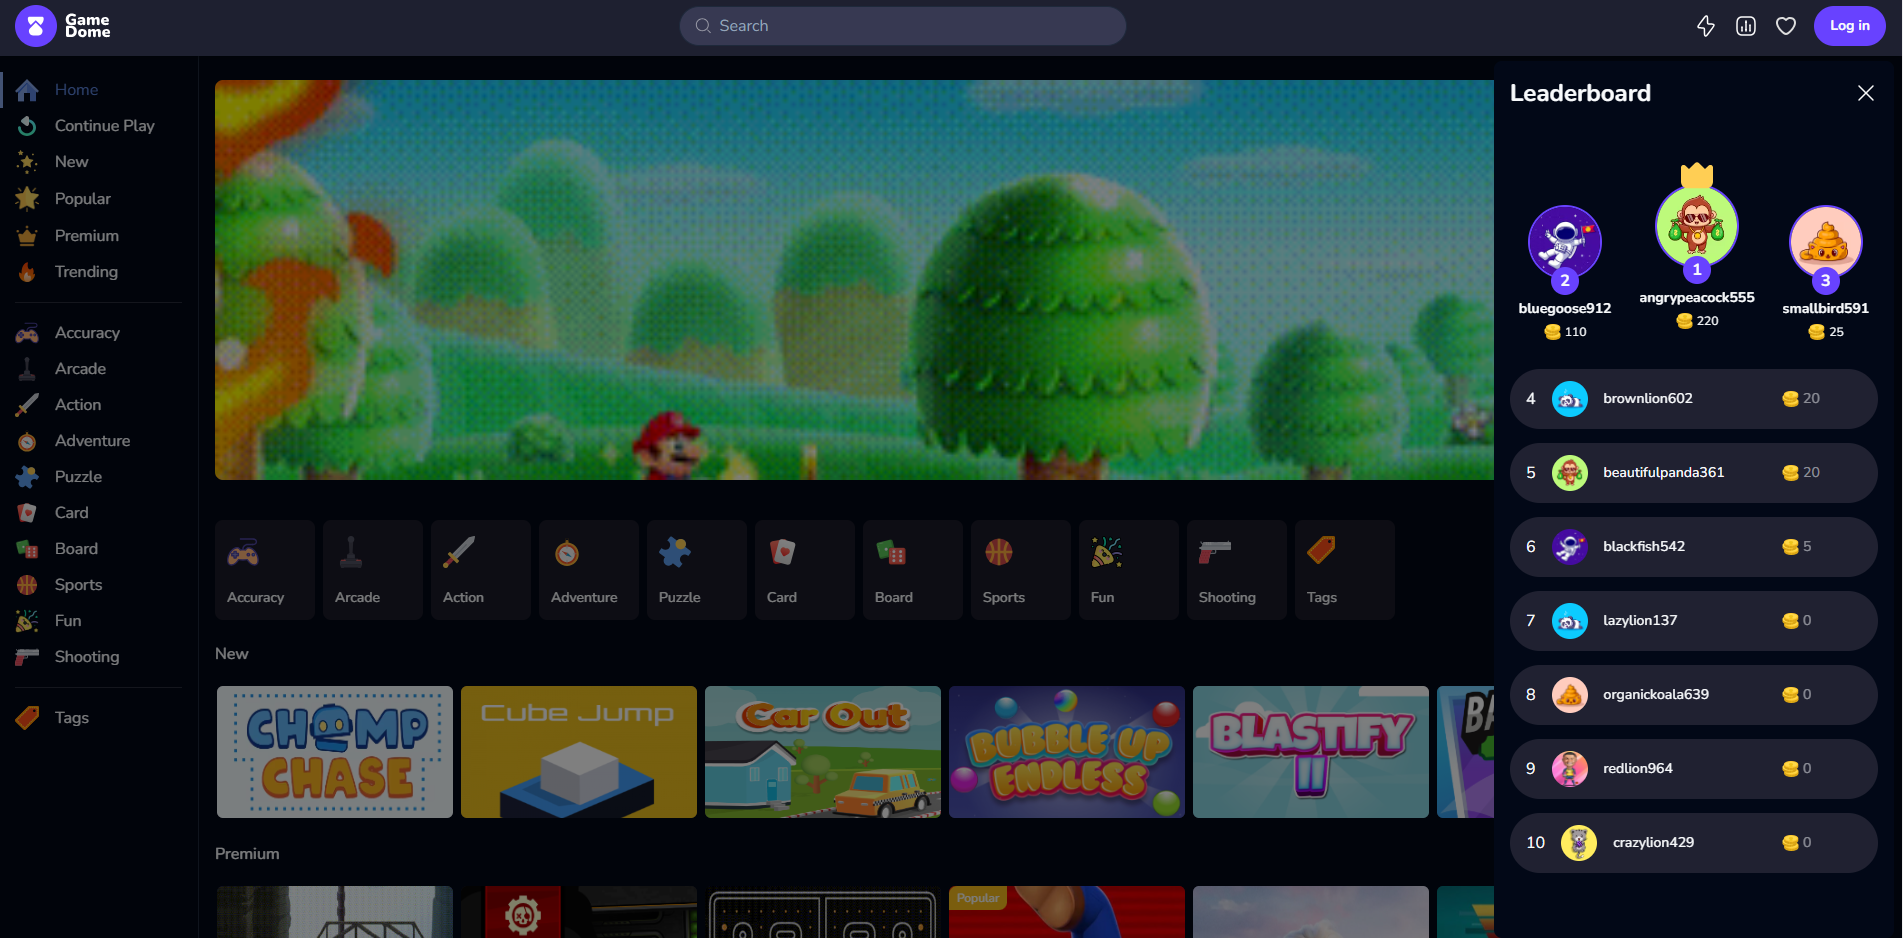 Game
Dome
Search
Log in
Home
Continue Play
New
Popular
Premium
Trending
Accuracy
Arcade
Action
Adventure
Puzzle
Card
Board
Sports
Fun
Shooting
Tags
Accuracy
Arcade
Action
Adventure
Puzzle
Card
Board
Sports
Fun
Shooting
Tags
New
CHOMP
CHASE
Cube Jump
Car Out
BUBBLE UP
ENDLESS
BLASTIFY
II
BA
Premium
Popular
Leaderboard
2
bluegoose912
110
1
angrypeacock555
220
3
smallbird591
25
4 brownlion602 20
5 beautifulpanda361 20
6 blackfish542 5
7 lazylion137 0
8 organickoala639 0
9 redlion964 0
10 crazylion429 0